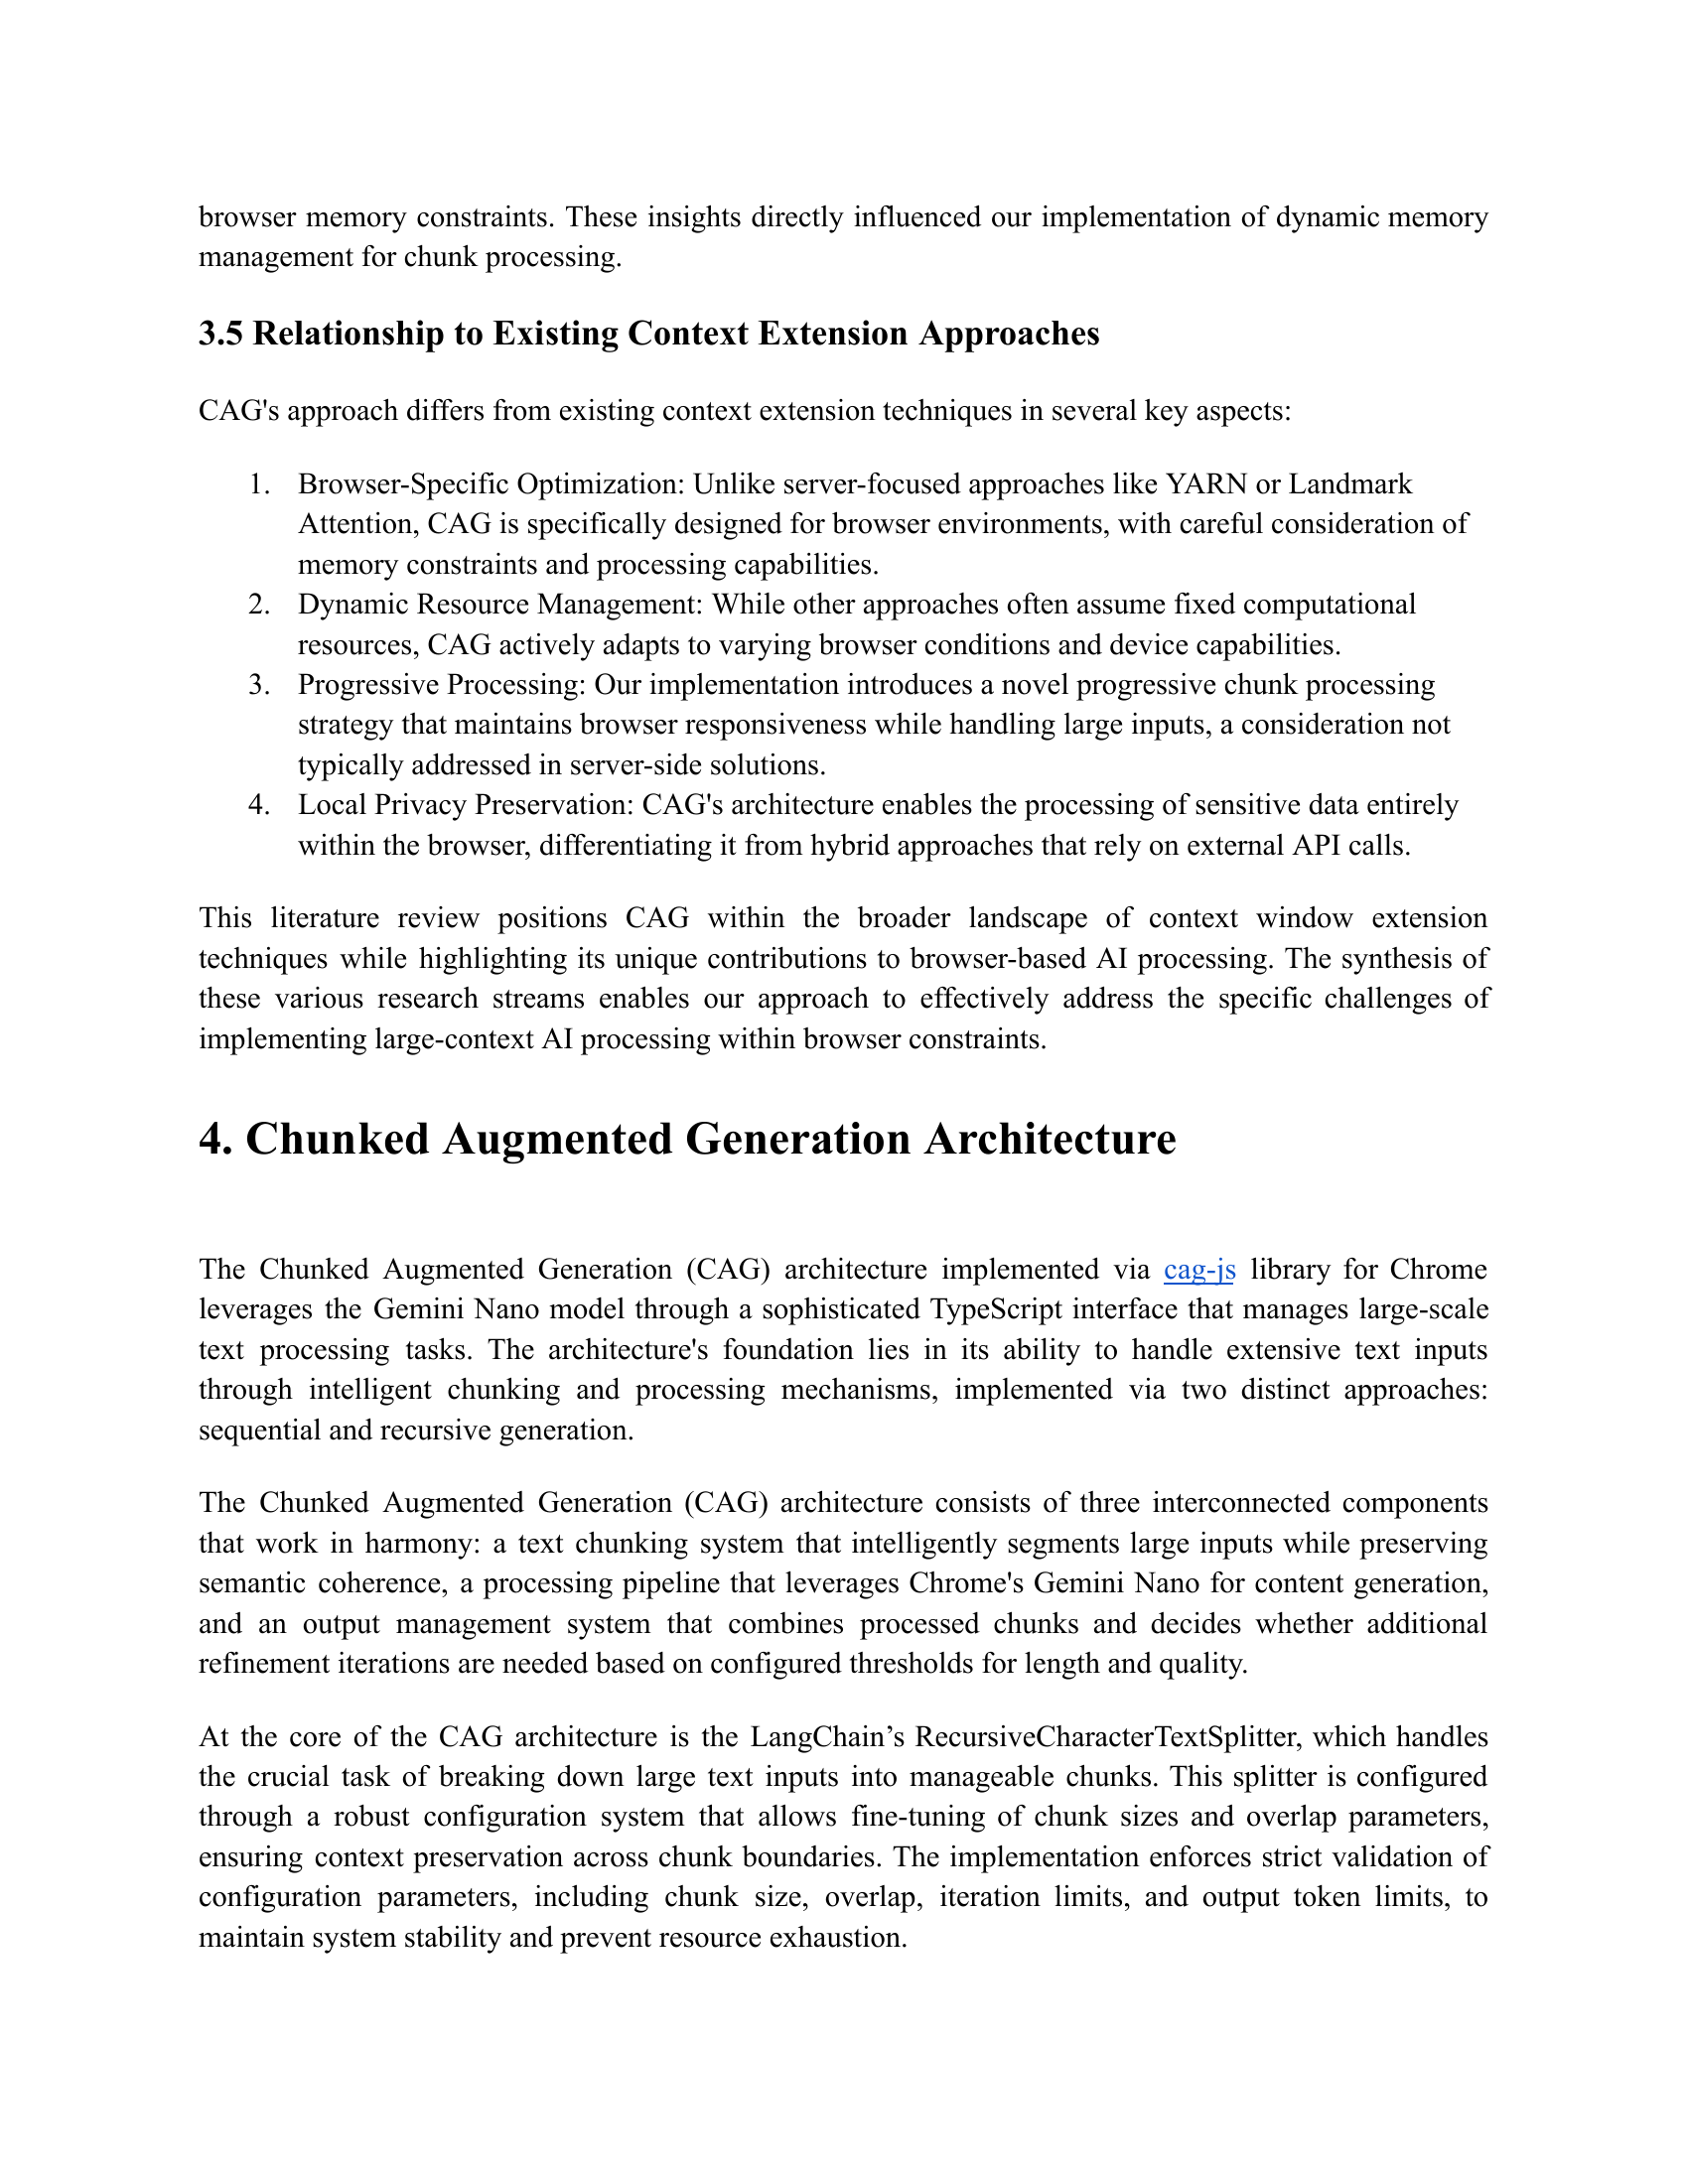 browser memory constraints. These insights directly influenced our implementation of dynamic memory
management for chunk processing.
3.5 Relationship to Existing Context Extension Approaches
CAG's approach differs from existing context extension techniques in several key aspects:
1. Browser-Specific Optimization: Unlike server-focused approaches like YARN or Landmark
Attention, CAG is specifically designed for browser environments, with careful consideration of
memory constraints and processing capabilities.
2. Dynamic Resource Management: While other approaches often assume fixed computational
resources, CAG actively adapts to varying browser conditions and device capabilities.
3. Progressive Processing: Our implementation introduces a novel progressive chunk processing
strategy that maintains browser responsiveness while handling large inputs, a consideration not
typically addressed in server-side solutions.
4. Local Privacy Preservation: CAG's architecture enables the processing of sensitive data entirely
within the browser, differentiating it from hybrid approaches that rely on external API calls.
This literature review positions CAG within the broader landscape of context window extension
techniques while highlighting its unique contributions to browser-based AI processing. The synthesis of
these various research streams enables our approach to effectively address the specific challenges of
implementing large-context AI processing within browser constraints.
4. Chunked Augmented Generation Architecture
The Chunked Augmented Generation (CAG) architecture implemented via cag-js library for Chrome
leverages the Gemini Nano model through a sophisticated TypeScript interface that manages large-scale
text processing tasks. The architecture's foundation lies in its ability to handle extensive text inputs
through intelligent chunking and processing mechanisms, implemented via two distinct approaches:
sequential and recursive generation.
The Chunked Augmented Generation (CAG) architecture consists of three interconnected components
that work in harmony: a text chunking system that intelligently segments large inputs while preserving
semantic coherence, a processing pipeline that leverages Chrome's Gemini Nano for content generation,
and an output management system that combines processed chunks and decides whether additional
refinement iterations are needed based on configured thresholds for length and quality.
At the core of the CAG architecture is the LangChain’s RecursiveCharacterTextSplitter, which handles
the crucial task of breaking down large text inputs into manageable chunks. This splitter is configured
through a robust configuration system that allows fine-tuning of chunk sizes and overlap parameters,
ensuring context preservation across chunk boundaries. The implementation enforces strict validation of
configuration parameters, including chunk size, overlap, iteration limits, and output token limits, to
maintain system stability and prevent resource exhaustion.